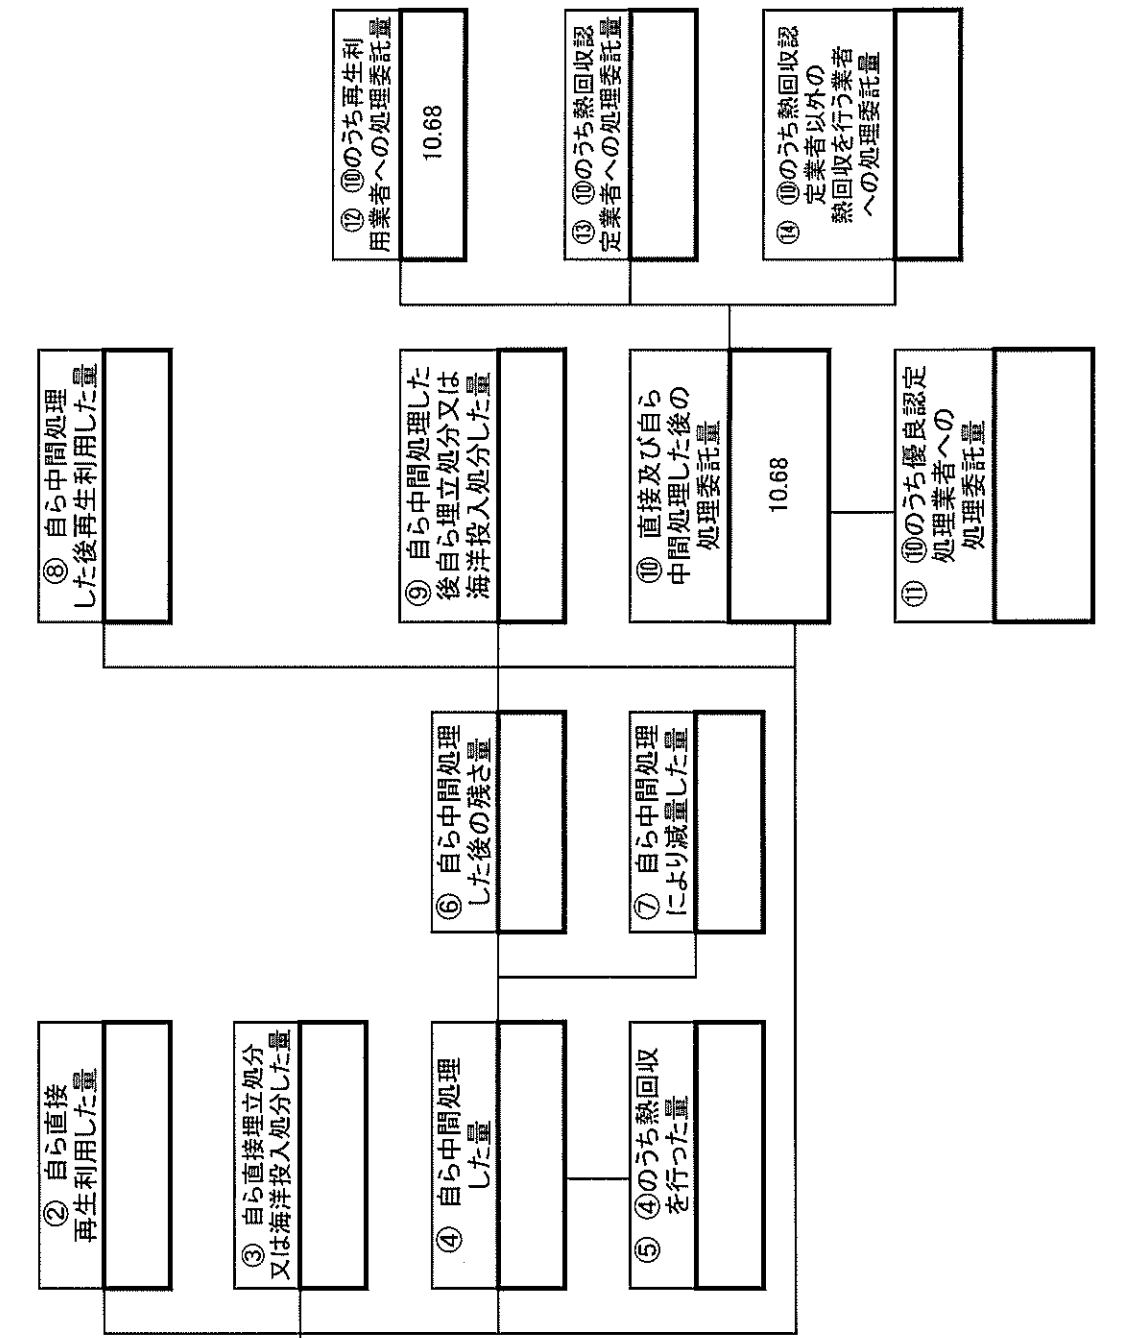 ② 自ら直接
再生利用した量
③ 自ら直接埋立処分
又は海洋投入処分した量
④ 自ら中間処理
した量
⑤ ④のうち熱回収
を行った量
⑥ 自ら中間処理
した後の残さ量
⑦ 自ら中間処理
により減量した量
⑧ 自ら中間処理
した後再生利用した量
⑨ 自ら中間処理した
後自ら埋立処分又は
海洋投入処分した量
⑩ 直接及び自ら
中間処理した後の
処理委託量
10.68
⑪ ⑩のうち優良認定
処理業者への
処理委託量
⑫ ⑩のうち再生利
用業者への処理委託量
10.68
⑬ ⑩のうち熱回収認
定業者への処理委託量
⑭ ⑩のうち熱回収認
定業者以外の
熱回収を行う業者
への処理委託量